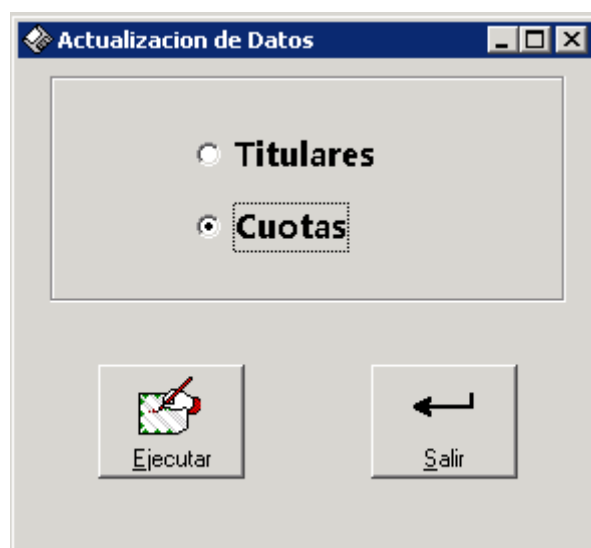 Actualizacion de Datos
Titulares
Cuotas
Ejecutar
Salir